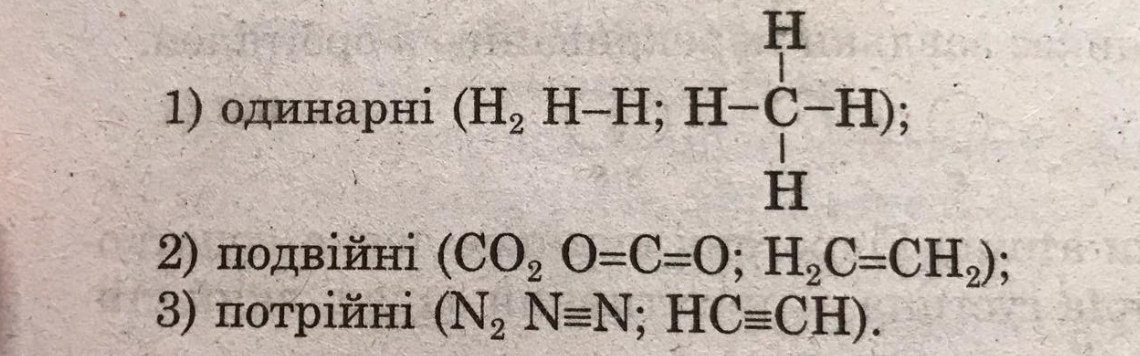 H
|
1) одинарні (H₂ H–H; H–C–H);
|
H
2) подвійні (CO₂ O=C=O; H₂C=CH₂);
3) потрійні (N₂ N≡N; HC≡CH).